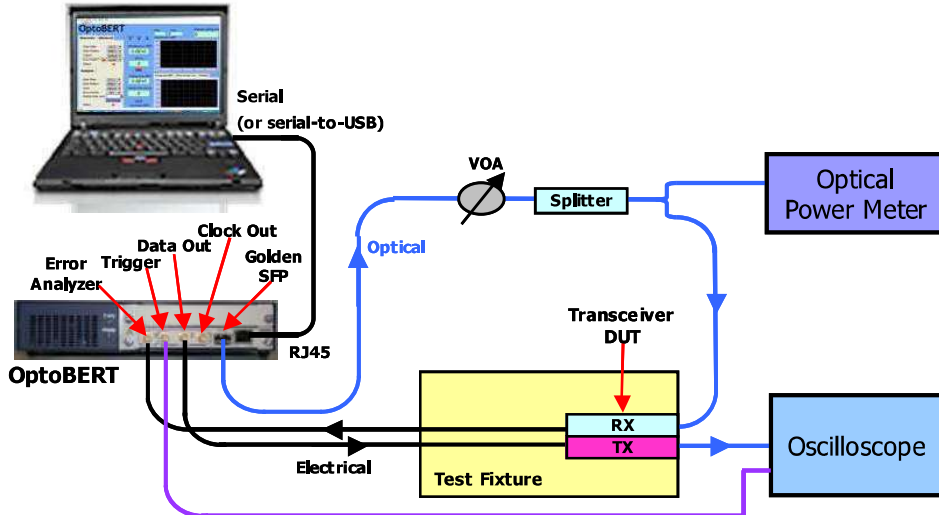 OptoBERT
Serial
(or serial-to-USB)
VOA
Splitter
Optical
Power Meter
Clock Out
Data Out
Trigger
Error
Analyzer
Golden
SFP
Optical
RJ45
OptoBERT
Transceiver
DUT
RX
TX
Electrical
Test Fixture
Oscilloscope